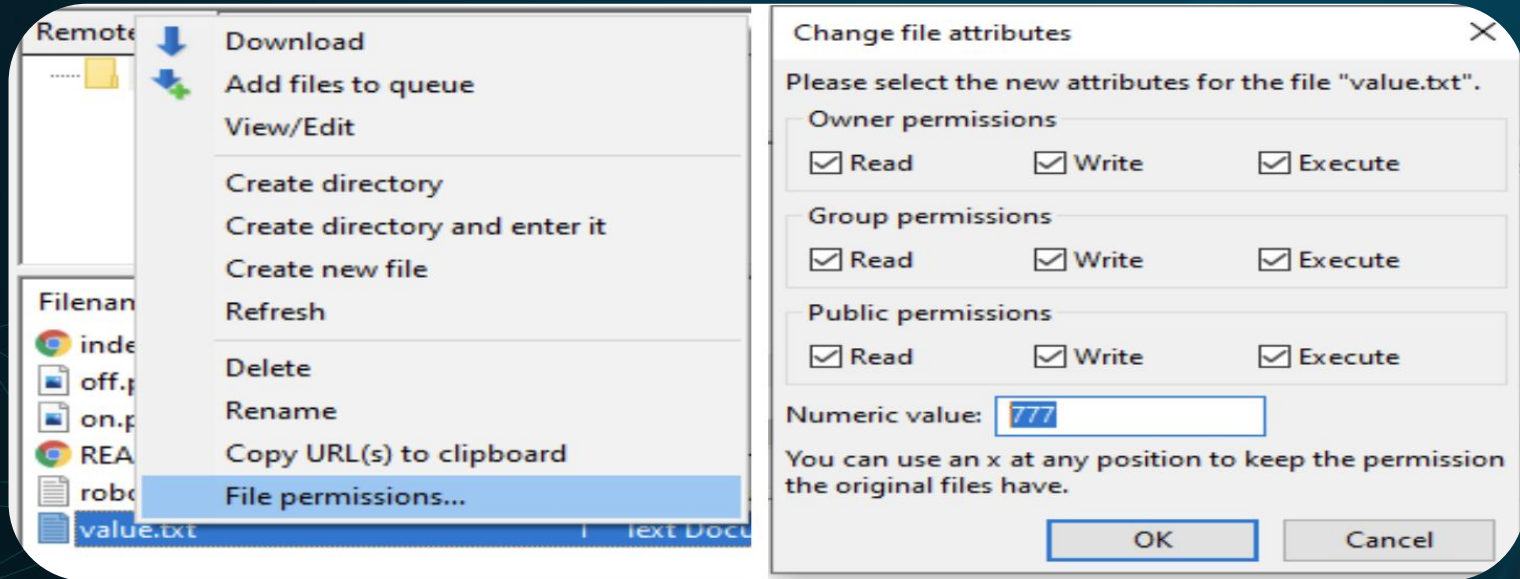 Remote
Download
Add files to queue
View/Edit
Create directory
Create directory and enter it
Create new file
Refresh
Delete
Rename
Copy URL(s) to clipboard
File permissions...
Filenam
inde
off.p
on.p
REA
robo
value.txt
Text Docu
Change file attributes
Please select the new attributes for the file "value.txt".
Owner permissions
Read Write Execute
Group permissions
Read Write Execute
Public permissions
Read Write Execute
Numeric value: 777
You can use an x at any position to keep the permission
the original files have.
OK Cancel